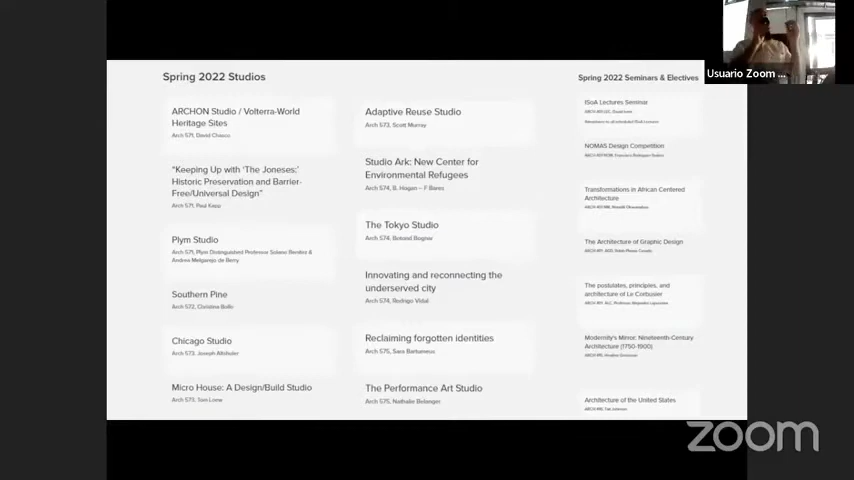 Spring 2022 Studios
ARCHON Studio / Volterra-World
Heritage Sites
Arch 571, David Chasco
"Keeping Up with 'The Joneses;'
Historic Preservation and Barrier-
Free/Universal Design"
Arch 571, Paul Kapp
Plym Studio
Arch 571, Plym Distinguished Professor Solano Benitez &
Andrea
Southern Pine
Arch 572, Christina Bollo
Chicago Studio
Arch 573, Joseph Altshuler
Micro House: A Design/Build Studio
Arch 573, Tom Loew
Adaptive Reuse Studio
Arch 573, Scott Murray
Studio Ark: New Center for
Environmental Refugees
Arch 574, B. Hogan – F Bares
The Tokyo Studio
Arch 574, Botond Bognar
Innovating and reconnecting the
underserved city
Arch 574, Rodrigo Vidal
Reclaiming forgotten identities
Arch 575, Sara Bartumeus
The Performance Art Studio
Arch 575, Nathalie Belanger
Spring 2022 Seminars & Electives
ISoA Lectures Seminar
NOMAS Design Competition
Transformations in African Centered
Architecture
The Architecture of Graphic Design
The postulates, principles, and
architecture of Le Corbusier
Modernity's Mirror: Nineteenth-Century
Architecture (1750-1900)
Architecture of the United States
Usuario Zoom ...
zoom